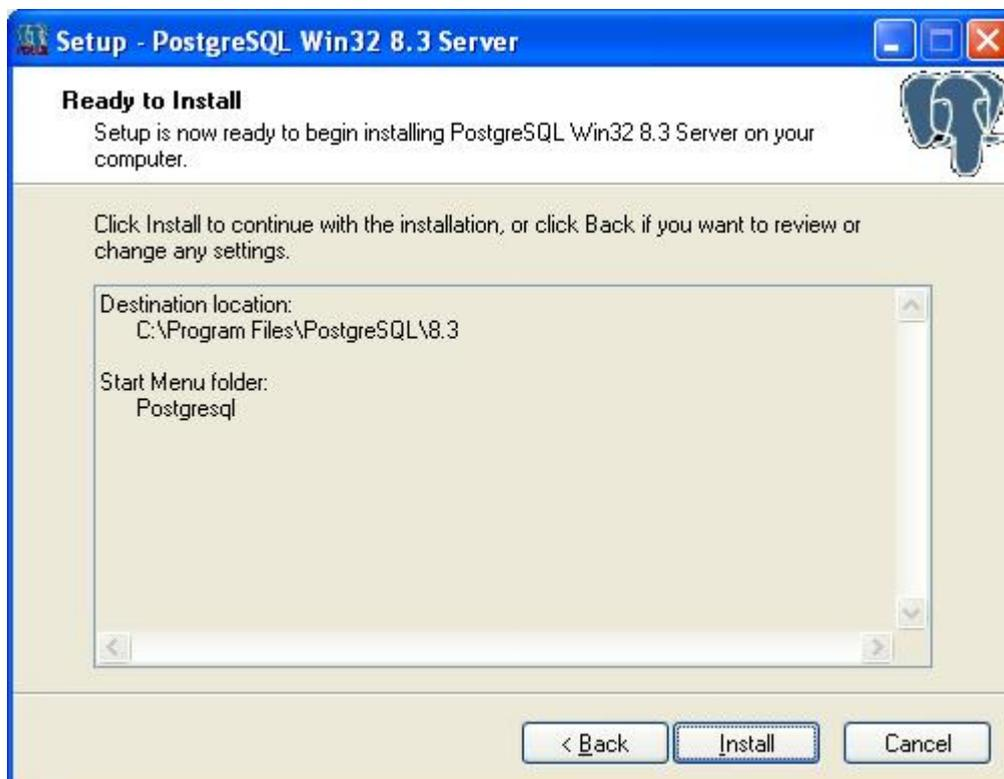 Setup - PostgreSQL Win32 8.3 Server
Ready to Install
Setup is now ready to begin installing PostgreSQL Win32 8.3 Server on your
computer.
Click Install to continue with the installation, or click Back if you want to review or
change any settings.
Destination location:
C:\Program Files\PostgreSQL\8.3
Start Menu folder:
Postgresql
< Back
Install
Cancel